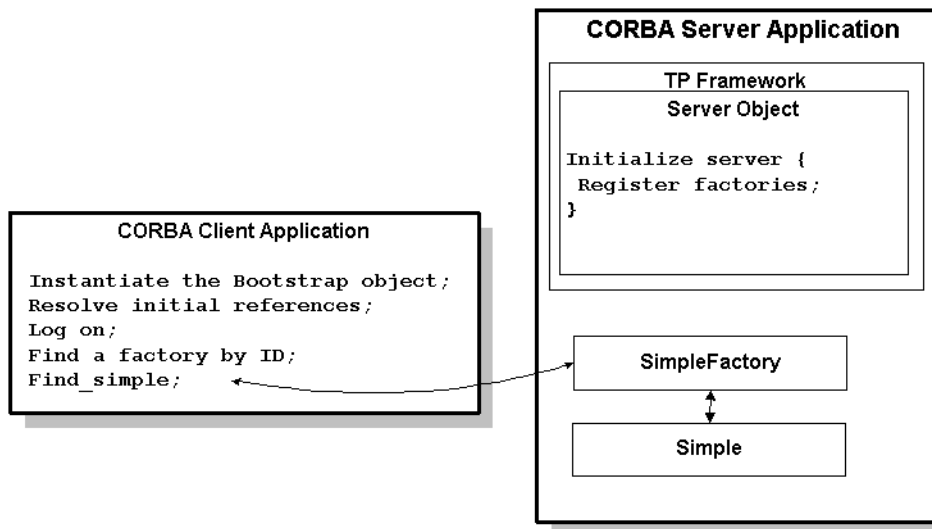 CORBA Server Application
TP Framework
Server Object
Initialize server {
Register factories;
}
CORBA Client Application
Instantiate the Bootstrap object;
Resolve initial references;
Log on;
Find a factory by ID;
Find_simple;
SimpleFactory
Simple